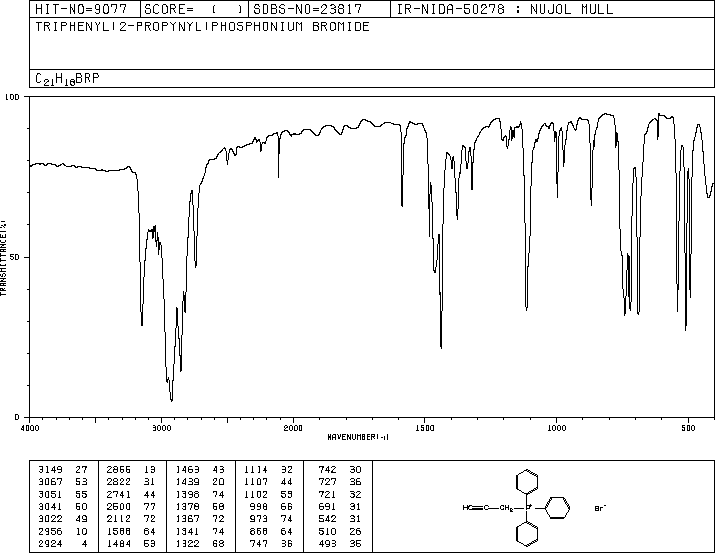 HIT-NO=9077 SCORE= ( ) SDBS-NO=23817 IR-NIDA-50278 : NUJOL MULL
TRIPHENYL(2-PROPYNYL)PHOSPHONIUM BROMIDE
C21H18BRP
100
50
0
TRANSMITTANCE(%)
4000 3000 2000 1500 1000 500
WAVENUMBER(-1)
3149 27 2866 13 1463 43 1114 32 742 30
3067 53 2822 31 1439 20 1107 44 727 36
3051 55 2741 44 1398 74 1102 59 721 32
3041 60 2500 77 1378 58 998 66 691 31
3022 49 2112 72 1367 72 973 74 542 31
2956 10 1588 64 1341 74 868 64 510 26
2924 4 1484 53 1322 68 747 36 493 35
HC CH2 P+ Br-